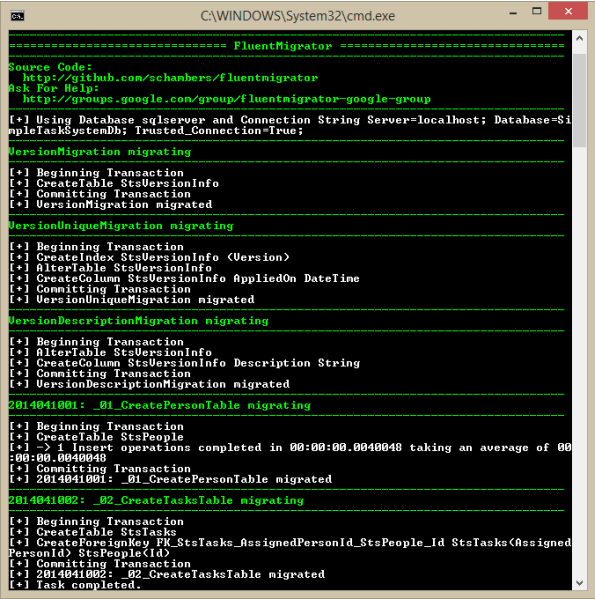 C:\WINDOWS\System32\cmd.exe
============================== FluentMigrator ===============================
Source Code:
http://github.com/schambers/fluentmigrator
Ask For Help:
http://groups.google.com/group/fluentmigrator-google-group
[+] Using Database sqlserver and Connection String Server=localhost; Database=Si
mpleTaskSystemDb; Trusted_Connection=True;
VersionMigration migrating
[+] Beginning Transaction
[+] CreateTable StsVersionInfo
[+] Committing Transaction
[+] VersionMigration migrated
VersionUniqueMigration migrating
[+] Beginning Transaction
[+] CreateIndex StsVersionInfo (Version)
[+] AlterTable StsVersionInfo
[+] CreateColumn StsVersionInfo AppliedOn DateTime
[+] Committing Transaction
[+] VersionUniqueMigration migrated
VersionDescriptionMigration migrating
[+] Beginning Transaction
[+] AlterTable StsVersionInfo
[+] CreateColumn StsVersionInfo Description String
[+] Committing Transaction
[+] VersionDescriptionMigration migrated
2014041001: _01_CreatePersonTable migrating
[+] Beginning Transaction
[+] CreateTable StsPeople
[+] -> 1 Insert operations completed in 00:00:00.0040048 taking an average of 00
:00:00.0040048
[+] Committing Transaction
[+] 2014041001: _01_CreatePersonTable migrated
2014041002: _02_CreateTasksTable migrating
[+] Beginning Transaction
[+] CreateTable StsTasks
[+] CreateForeignKey FK_StsTasks_AssignedPersonId_StsPeople_Id StsTasks(Assigned
PersonId) StsPeople(Id)
[+] Committing Transaction
[+] 2014041002: _02_CreateTasksTable migrated
[+] Task completed.